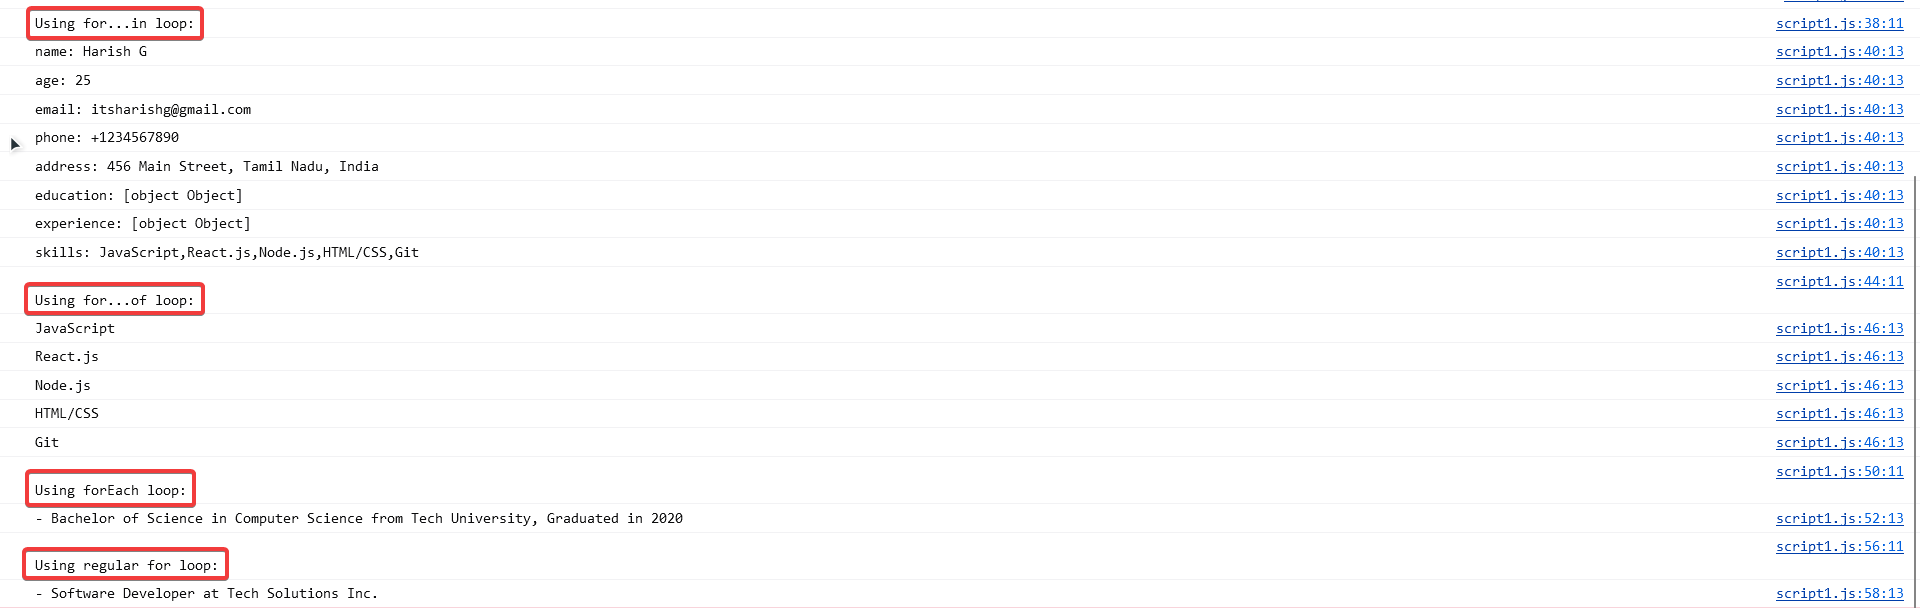 Using for...in loop: script1.js:38:11
name: Harish G script1.js:40:13
age: 25 script1.js:40:13
email: itsharishg@gmail.com script1.js:40:13
phone: +1234567890 script1.js:40:13
address: 456 Main Street, Tamil Nadu, India script1.js:40:13
education: [object Object] script1.js:40:13
experience: [object Object] script1.js:40:13
skills: JavaScript,React.js,Node.js,HTML/CSS,Git script1.js:40:13
script1.js:44:11
Using for...of loop:
JavaScript script1.js:46:13
React.js script1.js:46:13
Node.js script1.js:46:13
HTML/CSS script1.js:46:13
Git script1.js:46:13
script1.js:50:11
Using forEach loop:
- Bachelor of Science in Computer Science from Tech University, Graduated in 2020 script1.js:52:13
script1.js:56:11
Using regular for loop:
- Software Developer at Tech Solutions Inc. script1.js:58:13